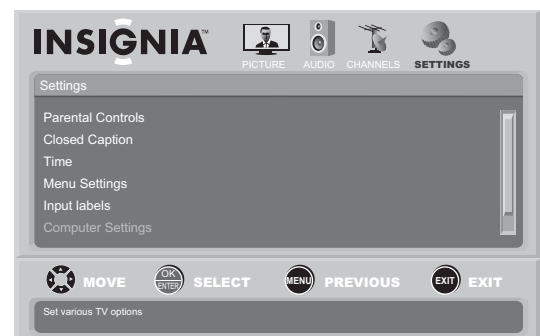 INSIGNIA™
PICTURE AUDIO CHANNELS SETTINGS
Settings
Parental Controls
Closed Caption
Time
Menu Settings
Input labels
Computer Settings
MOVE OK ENTER SELECT MENU PREVIOUS EXIT EXIT
Set various TV options